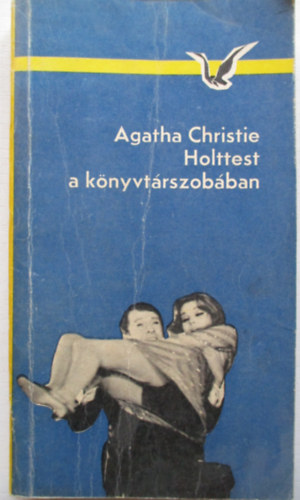 Agatha Christie
Holttest
a könyvtárszobában